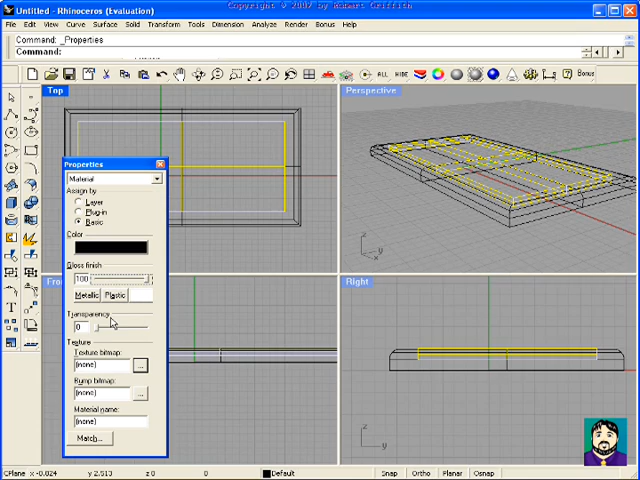 Untitled - Rhinoceros (Evaluation)
Copyright © 2007 by Robert Griffith
File Edit View Curve Surface Solid Transform Tools Dimension Analyze Render Bonus Help
Command: _Properties
Command:
ALL HIDE Bonus
Top
Perspective
Properties
Material
Assign by
Layer
Plug-in
Basic
Color
Gloss finish
100
Metallic Plastic
Transparency
0
Texture
Texture bitmap:
(none) ...
Bump bitmap:
(none) ...
Material name:
(none)
Match...
Right
z
y
x
z
y
T
CPlane x -0.024 y 2.513 z 0 0 Default Snap Ortho Planar Osnap